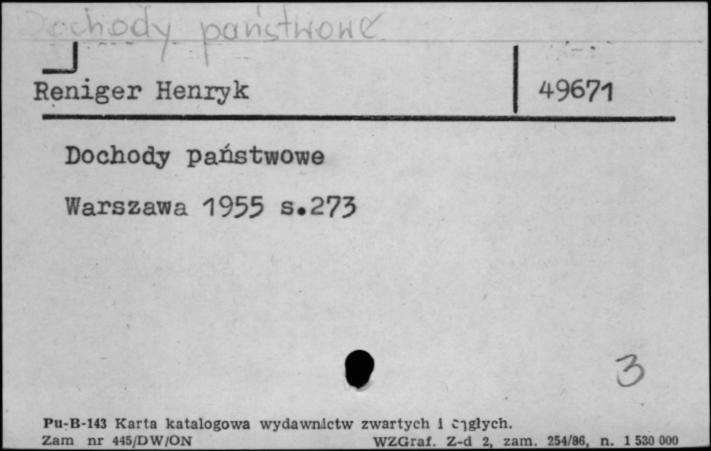 Dochody państwowe
Reniger Henryk 49671
Dochody państwowe
Warszawa 1955 s.273
3
Pu-B-143 Karta katalogowa wydawnictw zwartych i ciągłych.
Zam nr 445/DW/ON WZGraf. Z-d 2, zam. 254/86, n. 1 530 000